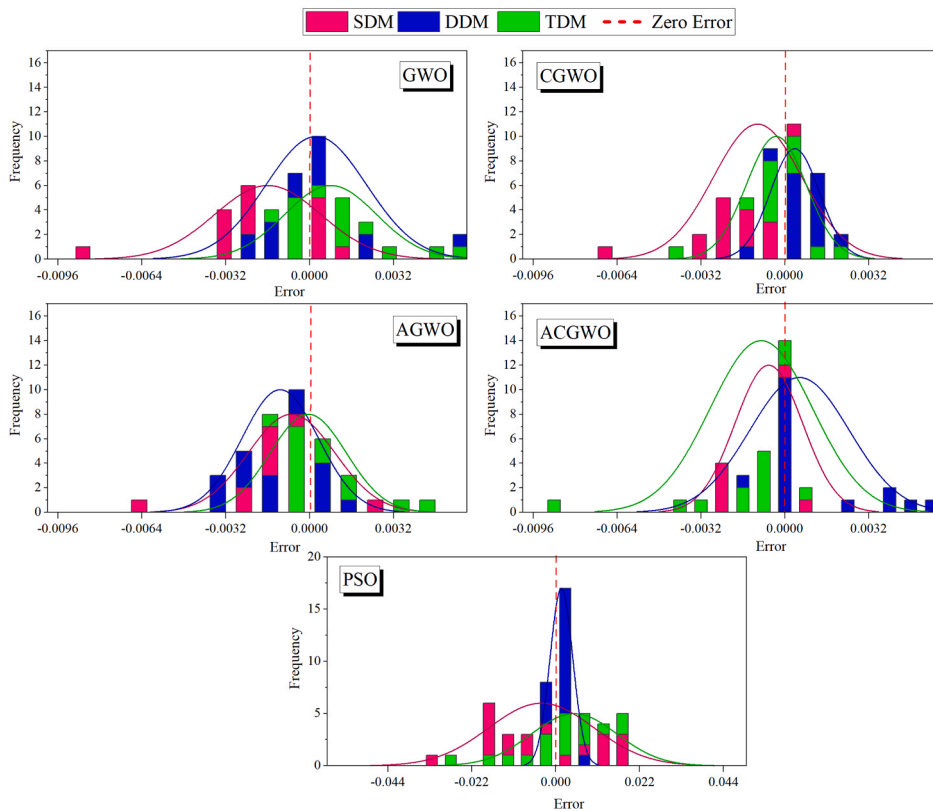 SDM DDM TDM Zero Error
GWO
Frequency
16
14
12
10
8
6
4
2
0
-0.0096 -0.0064 -0.0032 0.0000 0.0032
Error
CGWO
Frequency
16
14
12
10
8
6
4
2
0
-0.0096 -0.0064 -0.0032 0.0000 0.0032
Error
AGWO
Frequency
16
14
12
10
8
6
4
2
0
-0.0096 -0.0064 -0.0032 0.0000 0.0032
Error
ACGWO
Frequency
16
14
12
10
8
6
4
2
0
-0.0096 -0.0064 -0.0032 0.0000 0.0032
Error
PSO
Frequency
20
15
10
5
0
-0.044 -0.022 0.000 0.022 0.044
Error